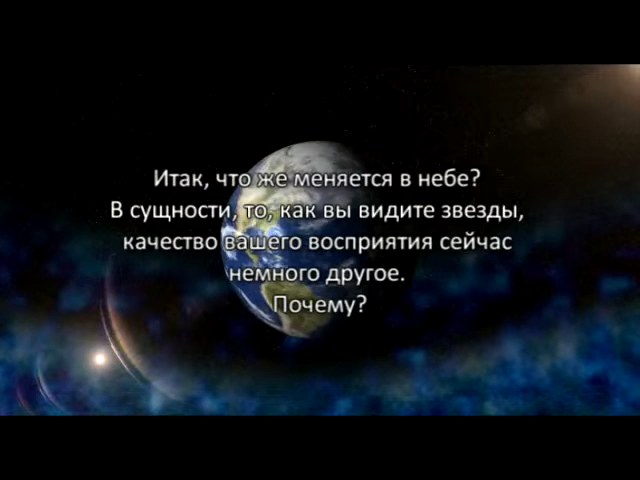 Итак, что же меняется в небе?
В сущности, то, как вы видите звезды,
качество вашего восприятия сейчас
немного другое.
Почему?